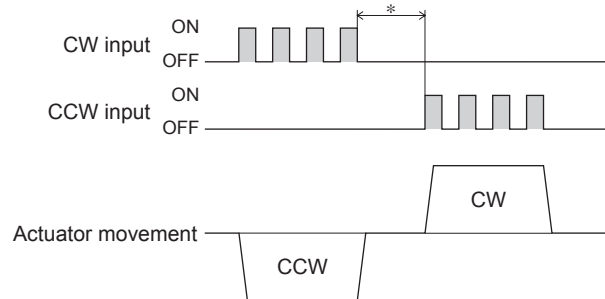 ON
*
CW input
OFF
ON
CCW input
OFF
CW
Actuator movement
CCW